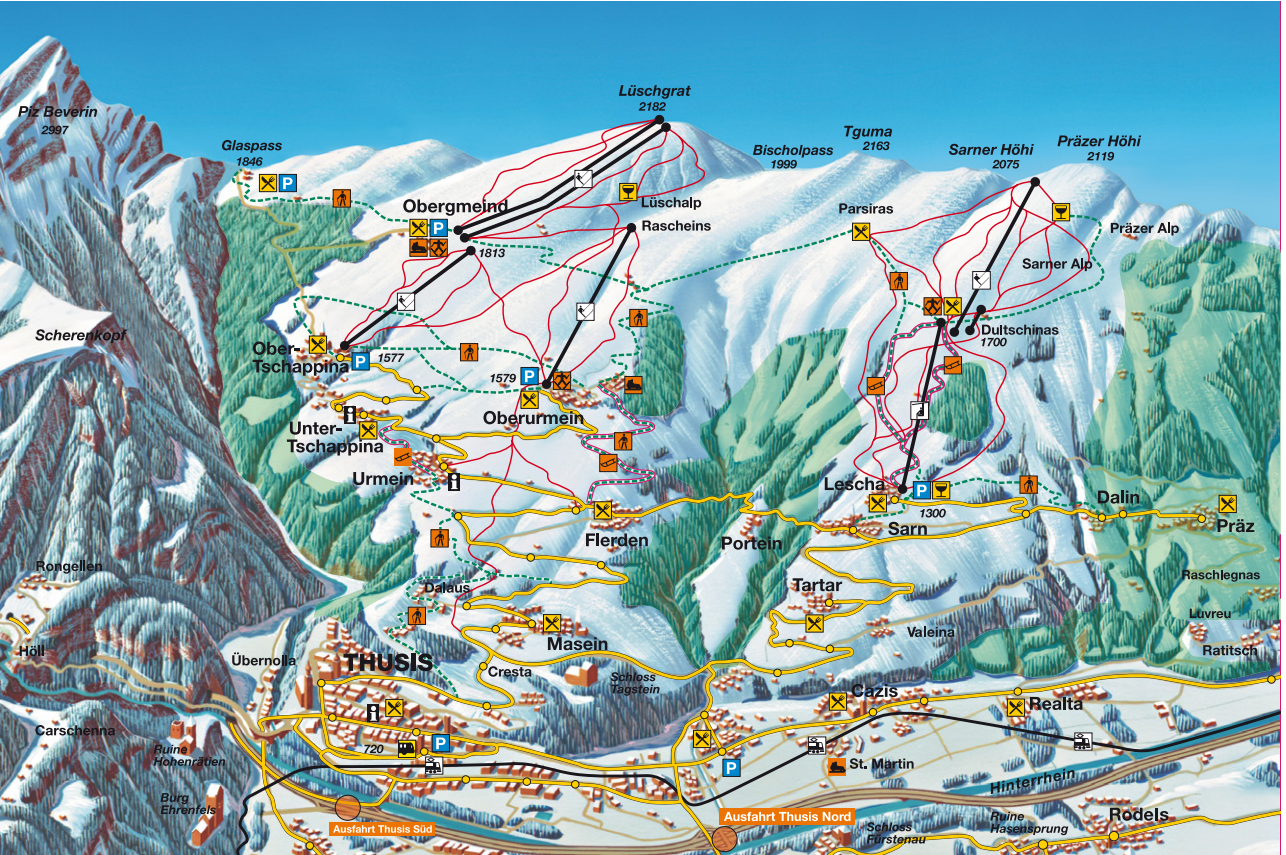 Lüschgrat
2182
Piz Beverin
2997
Glaspass
1846
Bischolpass
1999
Tguma
2163
Sarner Höhi
2075
Präzer Höhi
2119
P
Obergmeind
P
Lüschalp
Rascheins
Parsiras
Präzer Alp
1813
Sarner Alp
Scherenkopf
Dultschinas
1700
Ober-
Tschappina
P
1577
1579
P
Oberurmein
i
Unter-
Tschappina
Urmein
i
Lescha
P
1300
Dalin
Präz
Sarn
Flerden
Portein
Rongellen
Dalaus
Tartar
Raschlegnas
Luvreu
Ratitsch
Valeina
Masein
Höll
Übernolla
THUSIS
Cresta
Schloss
Tagstein
Cazis
Realta
i
Carschenna
Ruine
Hohenrätien
720
P
P
St. Martin
Hinterrhein
Burg
Ehrenfels
Ausfahrt Thusis Süd
Ausfahrt Thusis Nord
Schloss
Fürstenau
Ruine
Hasensprung
Rodels